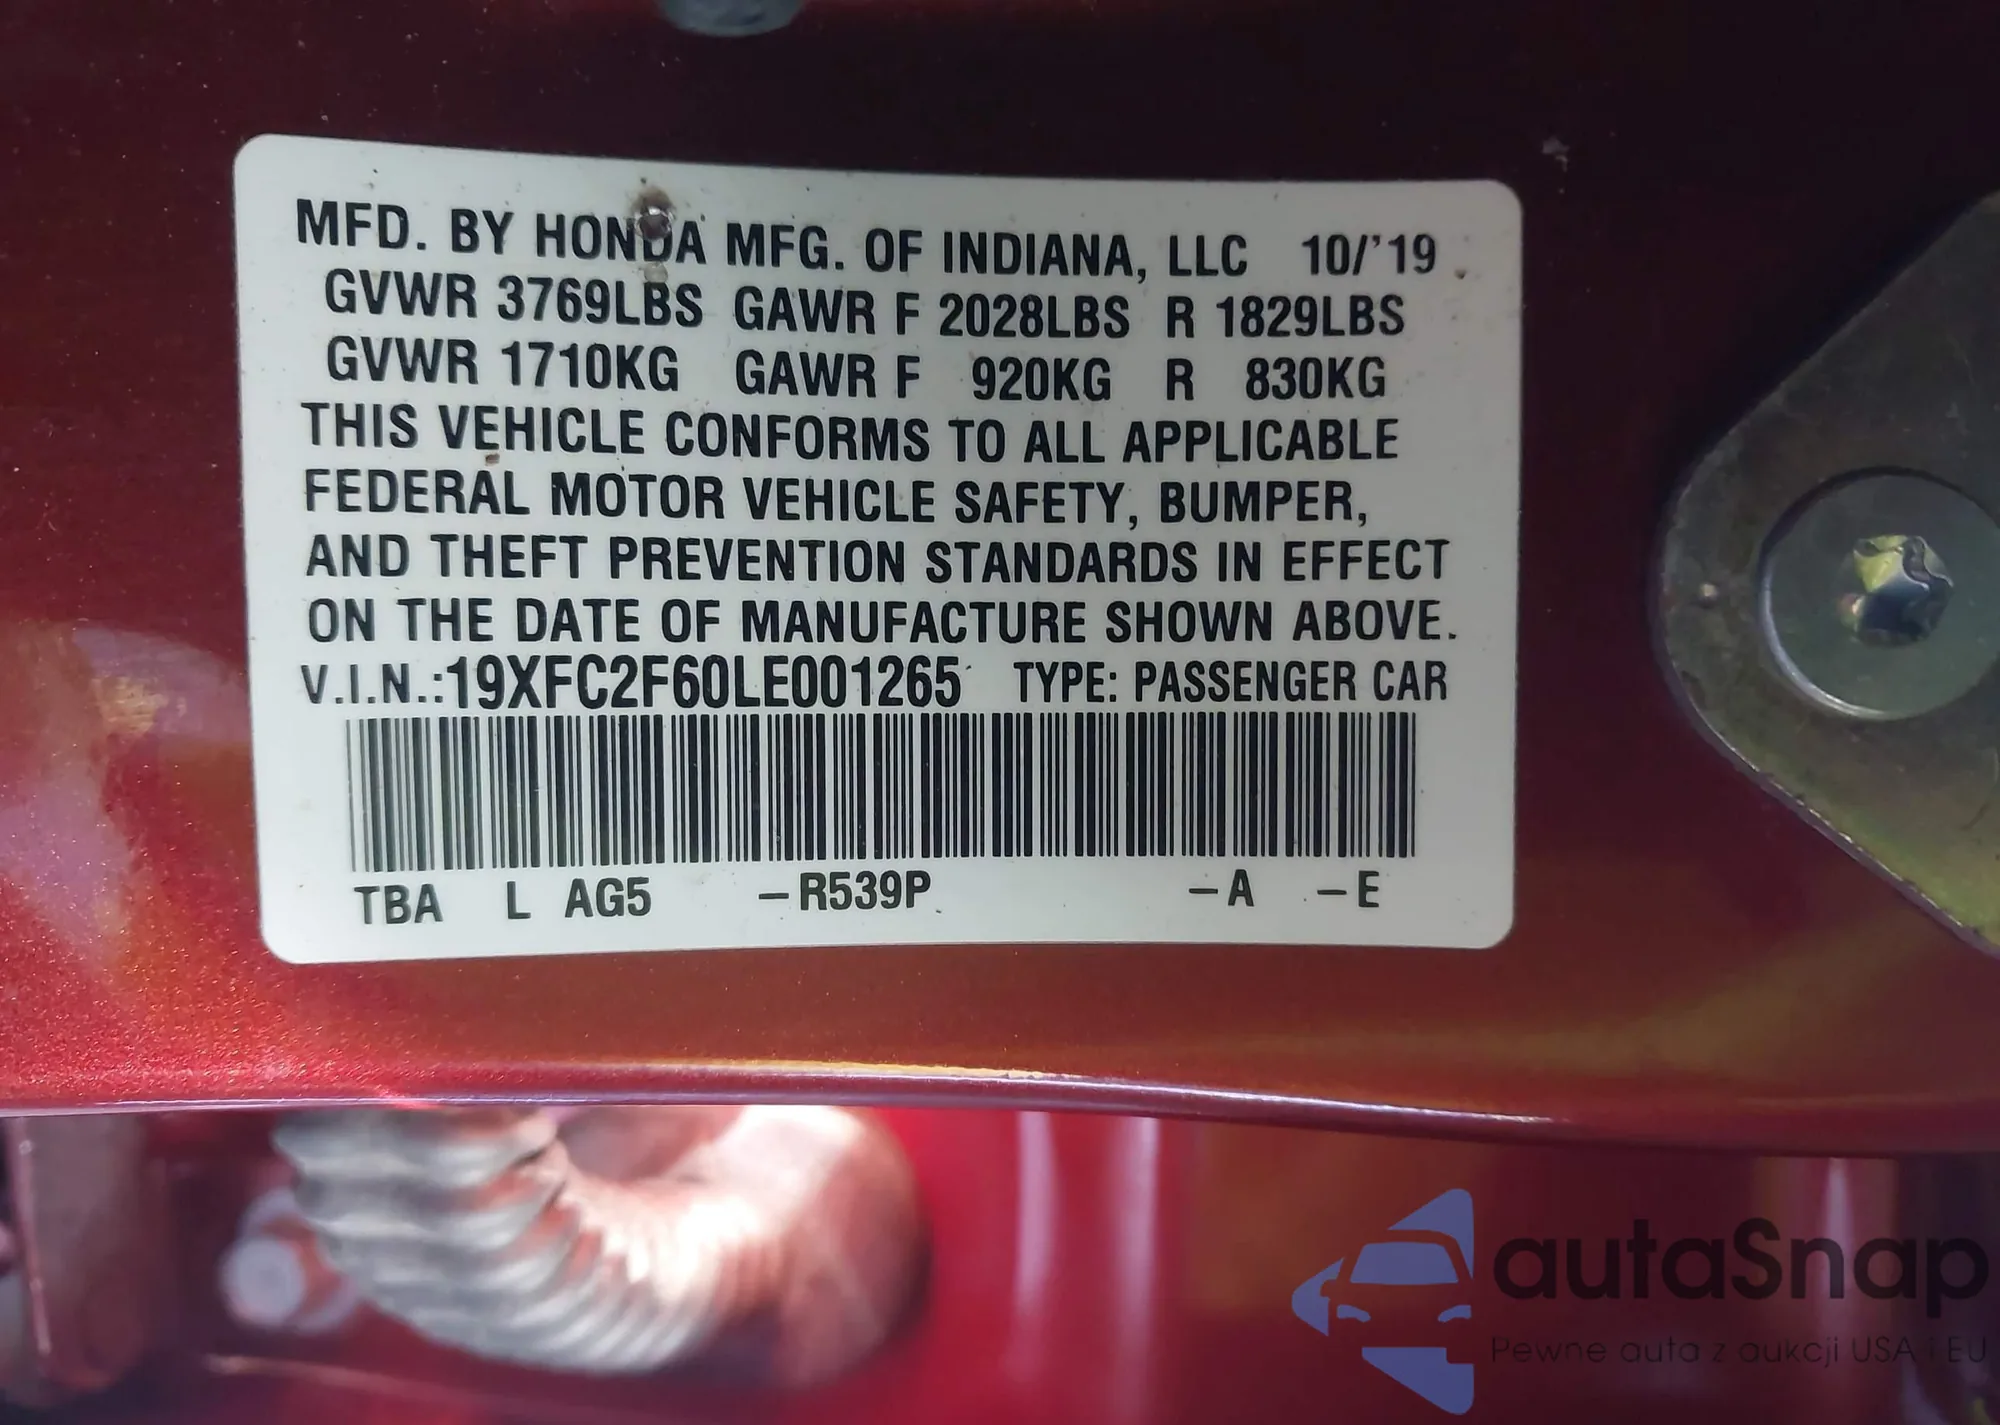 MFD. BY HONDA MFG. OF INDIANA, LLC 10/'19
GVWR 3769LBS GAWR F 2028LBS R 1829LBS
GVWR 1710KG GAWR F 920KG R 830KG
THIS VEHICLE CONFORMS TO ALL APPLICABLE
FEDERAL MOTOR VEHICLE SAFETY, BUMPER,
AND THEFT PREVENTION STANDARDS IN EFFECT
ON THE DATE OF MANUFACTURE SHOWN ABOVE.
V.I.N.:19XFC2F60LE001265 TYPE: PASSENGER CAR
TBA L AG5 –R539P –A –E
autaSnap
Pewne auta z aukcji USA i EU